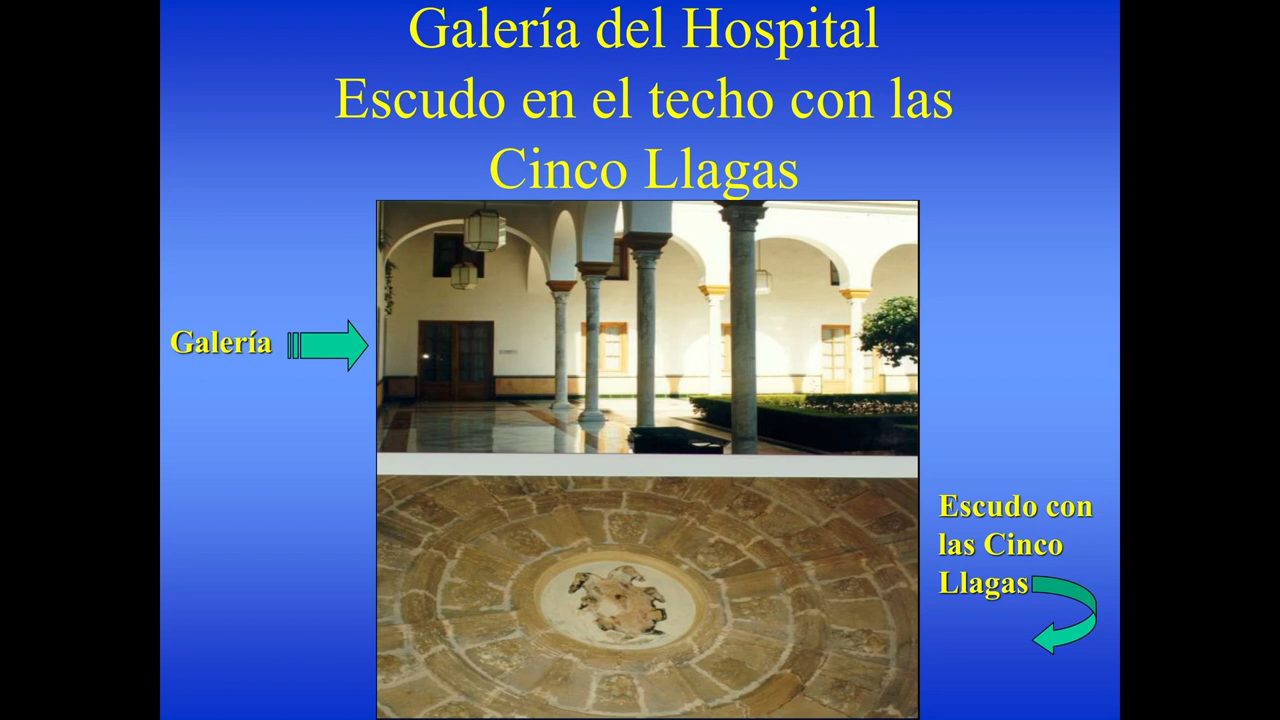 Galería del Hospital
Escudo en el techo con las
Cinco Llagas
Galería
Escudo con
las Cinco
Llagas